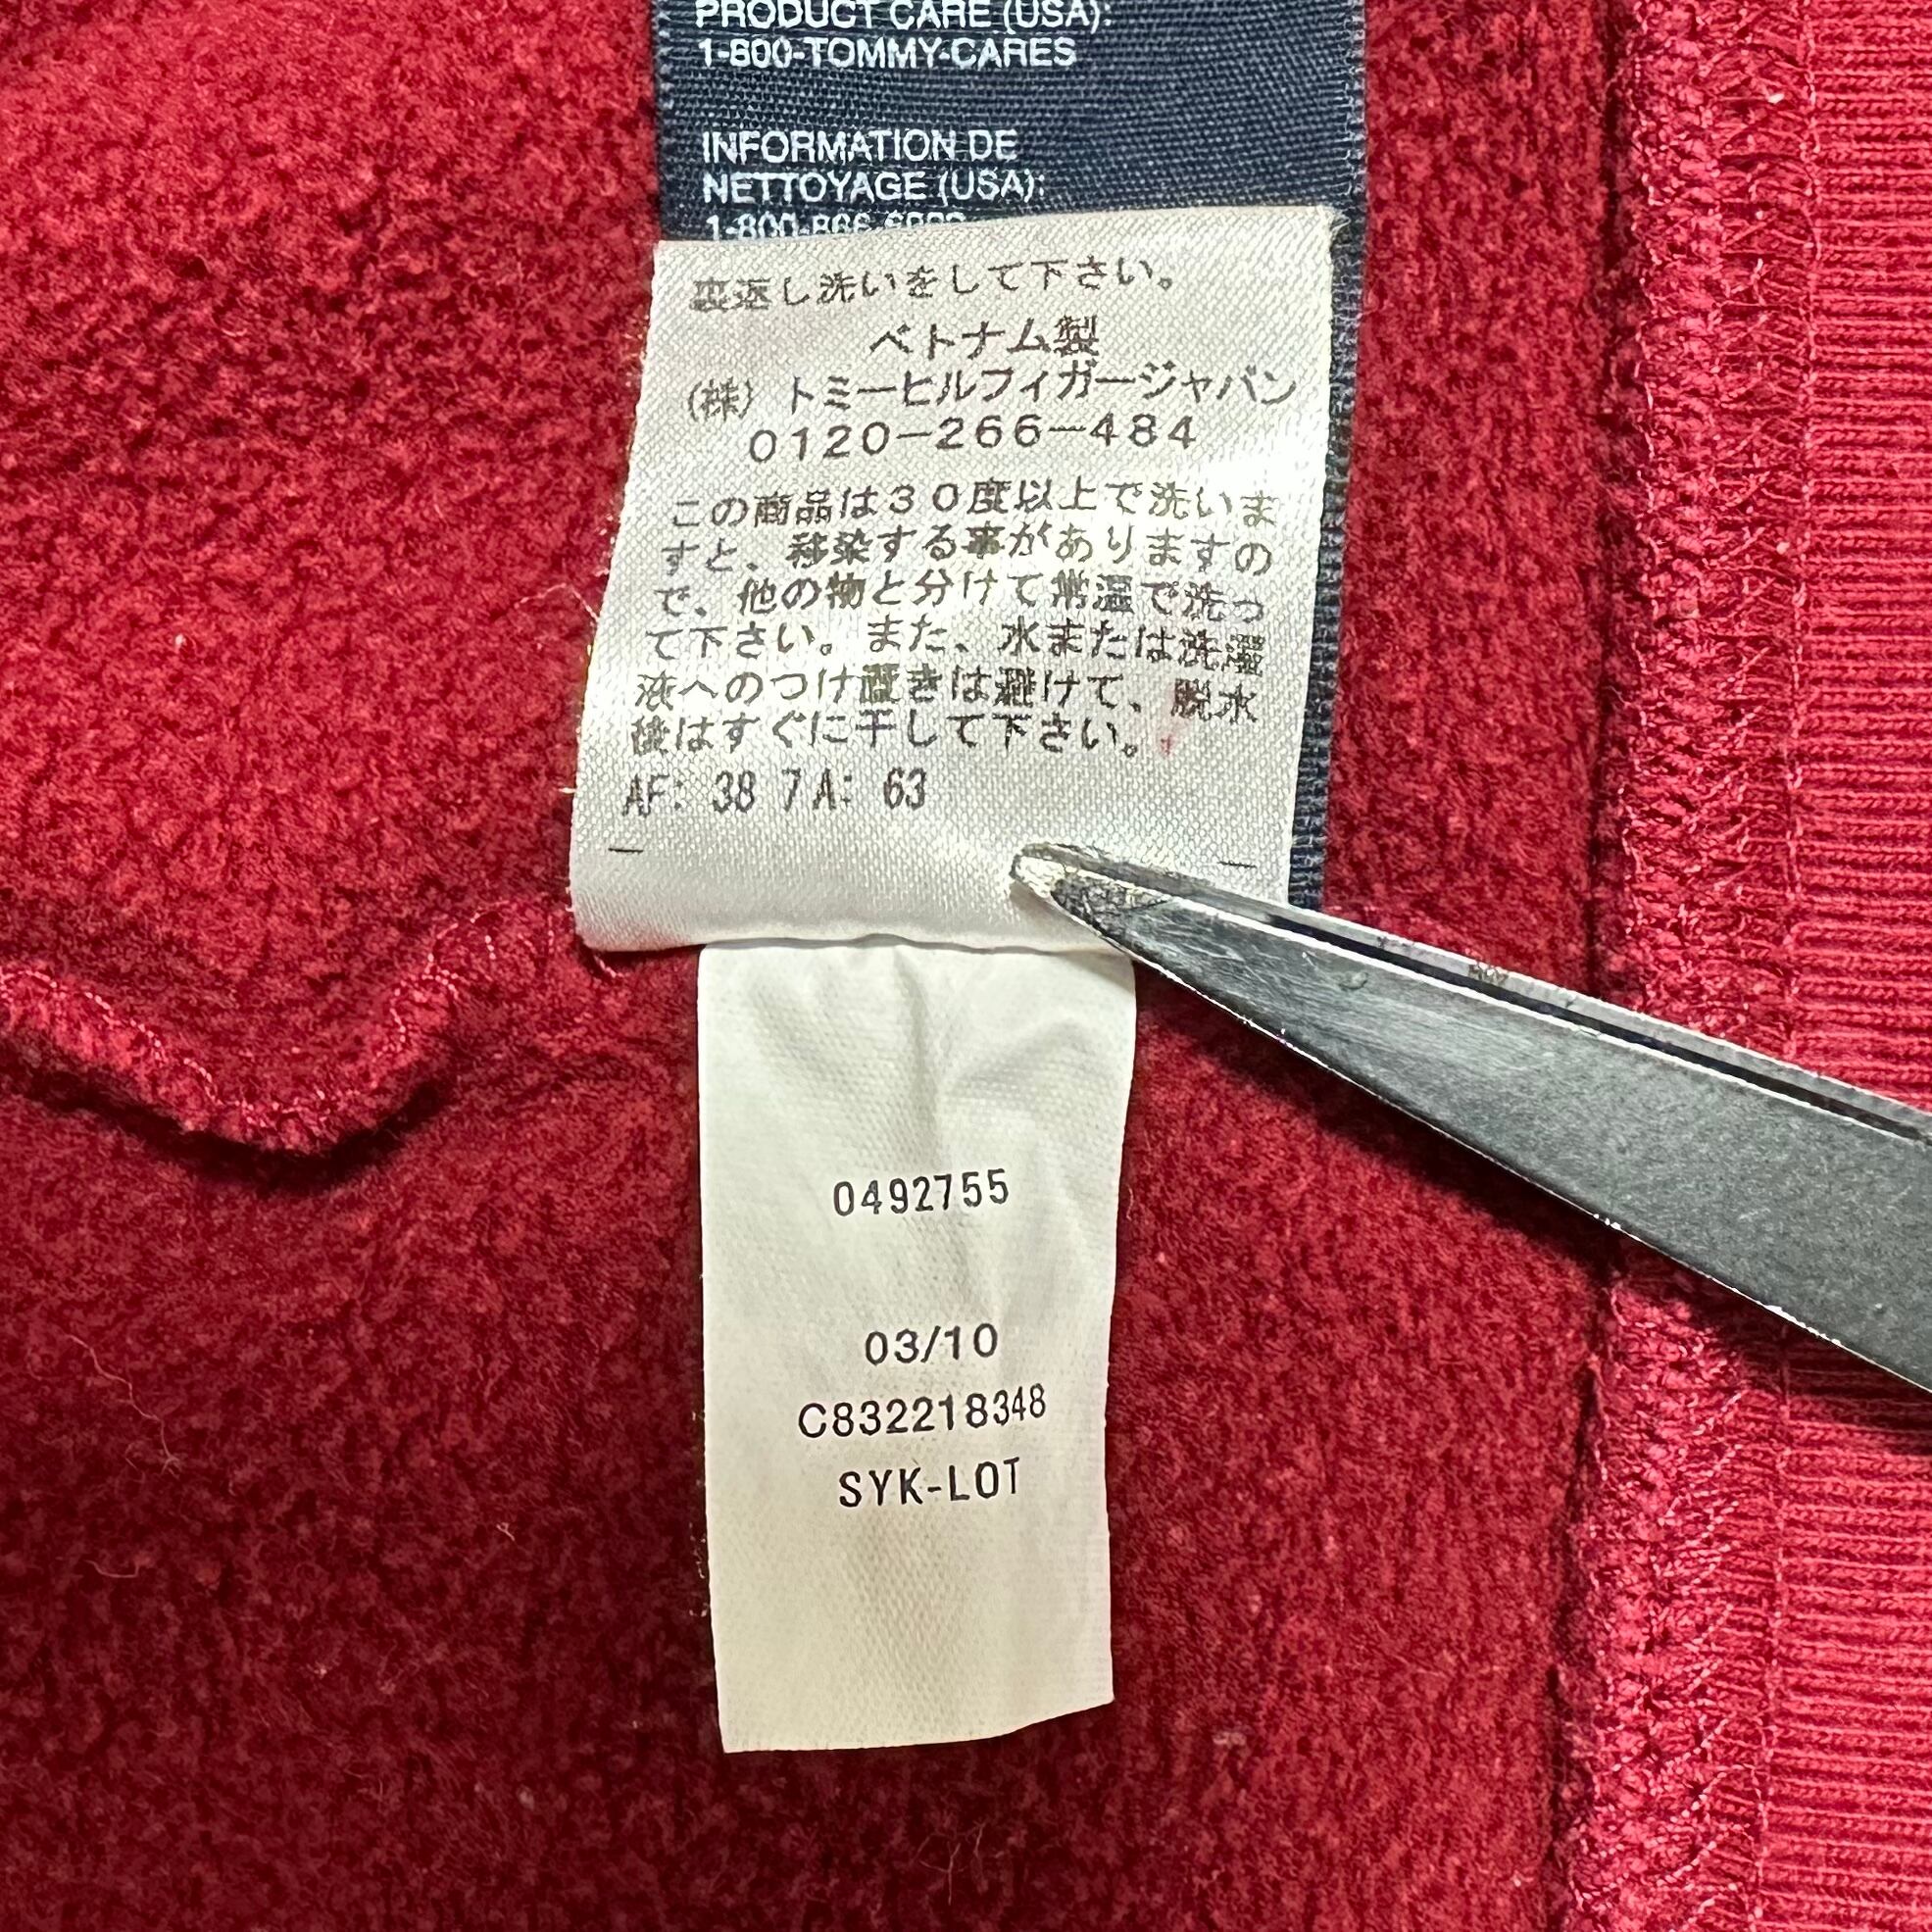 PRODUCT CARE (USA):
1-800-TOMMY-CARES
INFORMATION DE
NETTOYAGE (USA):
1-800-866-
裏返し洗いをして下さい。
ベトナム製
(株) トミーヒルフィガージャパン
0120-266-484
この商品は30度以上で洗いま
すと、移染する事がありますの
で、他の物と分けて常温で洗っ
て下さい。また、水または洗濯
液へのつけ置きは避けて、脱水
後はすぐに干して下さい。
AF: 38 7A: 63
0492755
03/10
C832218348
SYK-LOT